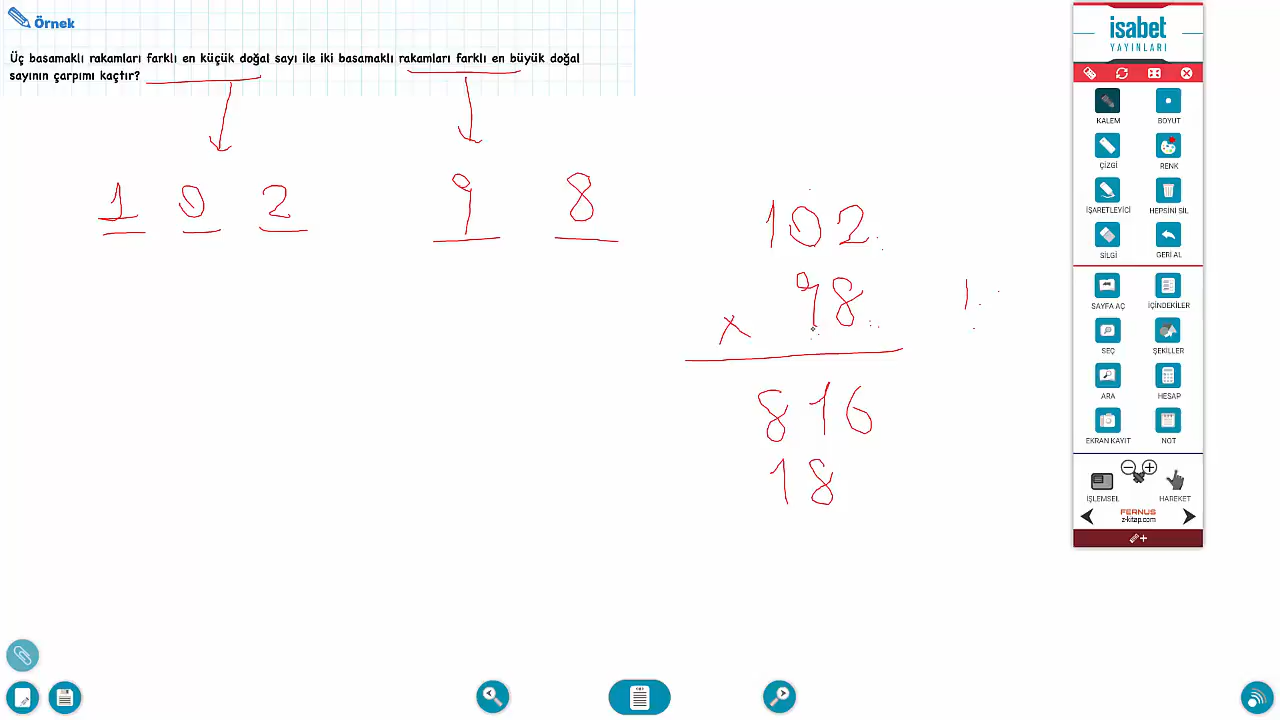 Örnek
Üç basamaklı rakamları farklı en küçük doğal sayı ile iki basamaklı rakamları farklı en büyük doğal
sayının çarpımı kaçtır?
1 0 2 9 8
102
98
x
816
18
1
isabet
YAYINLARI
KALEM BOYUT
ÇİZGİ RENK
İŞARETLEYİCİ HEPSİNİ SİL
SİLGİ GERİ AL
SAYFA AÇ İÇİNDEKİLER
SEÇ ŞEKİLLER
ARA HESAP
EKRAN KAYIT NOT
İŞLEMSEL HAREKET
FERNUS
z-kitap.com